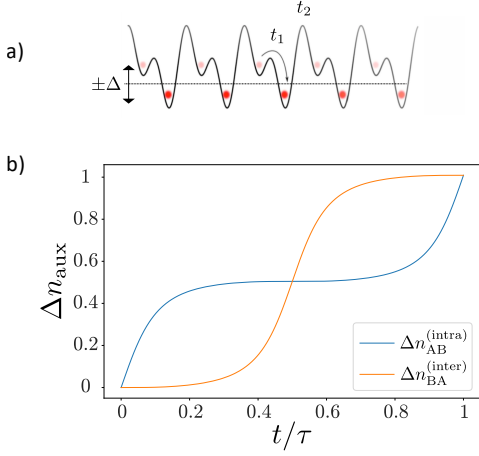 a)
t₂
t₁
±Δ
b)
Δn_aux
1
0.8
0.6
0.4
0.2
0
0
0.2
0.4
0.6
0.8
1
t/τ
Δn_AB^(intra)
Δn_BA^(inter)